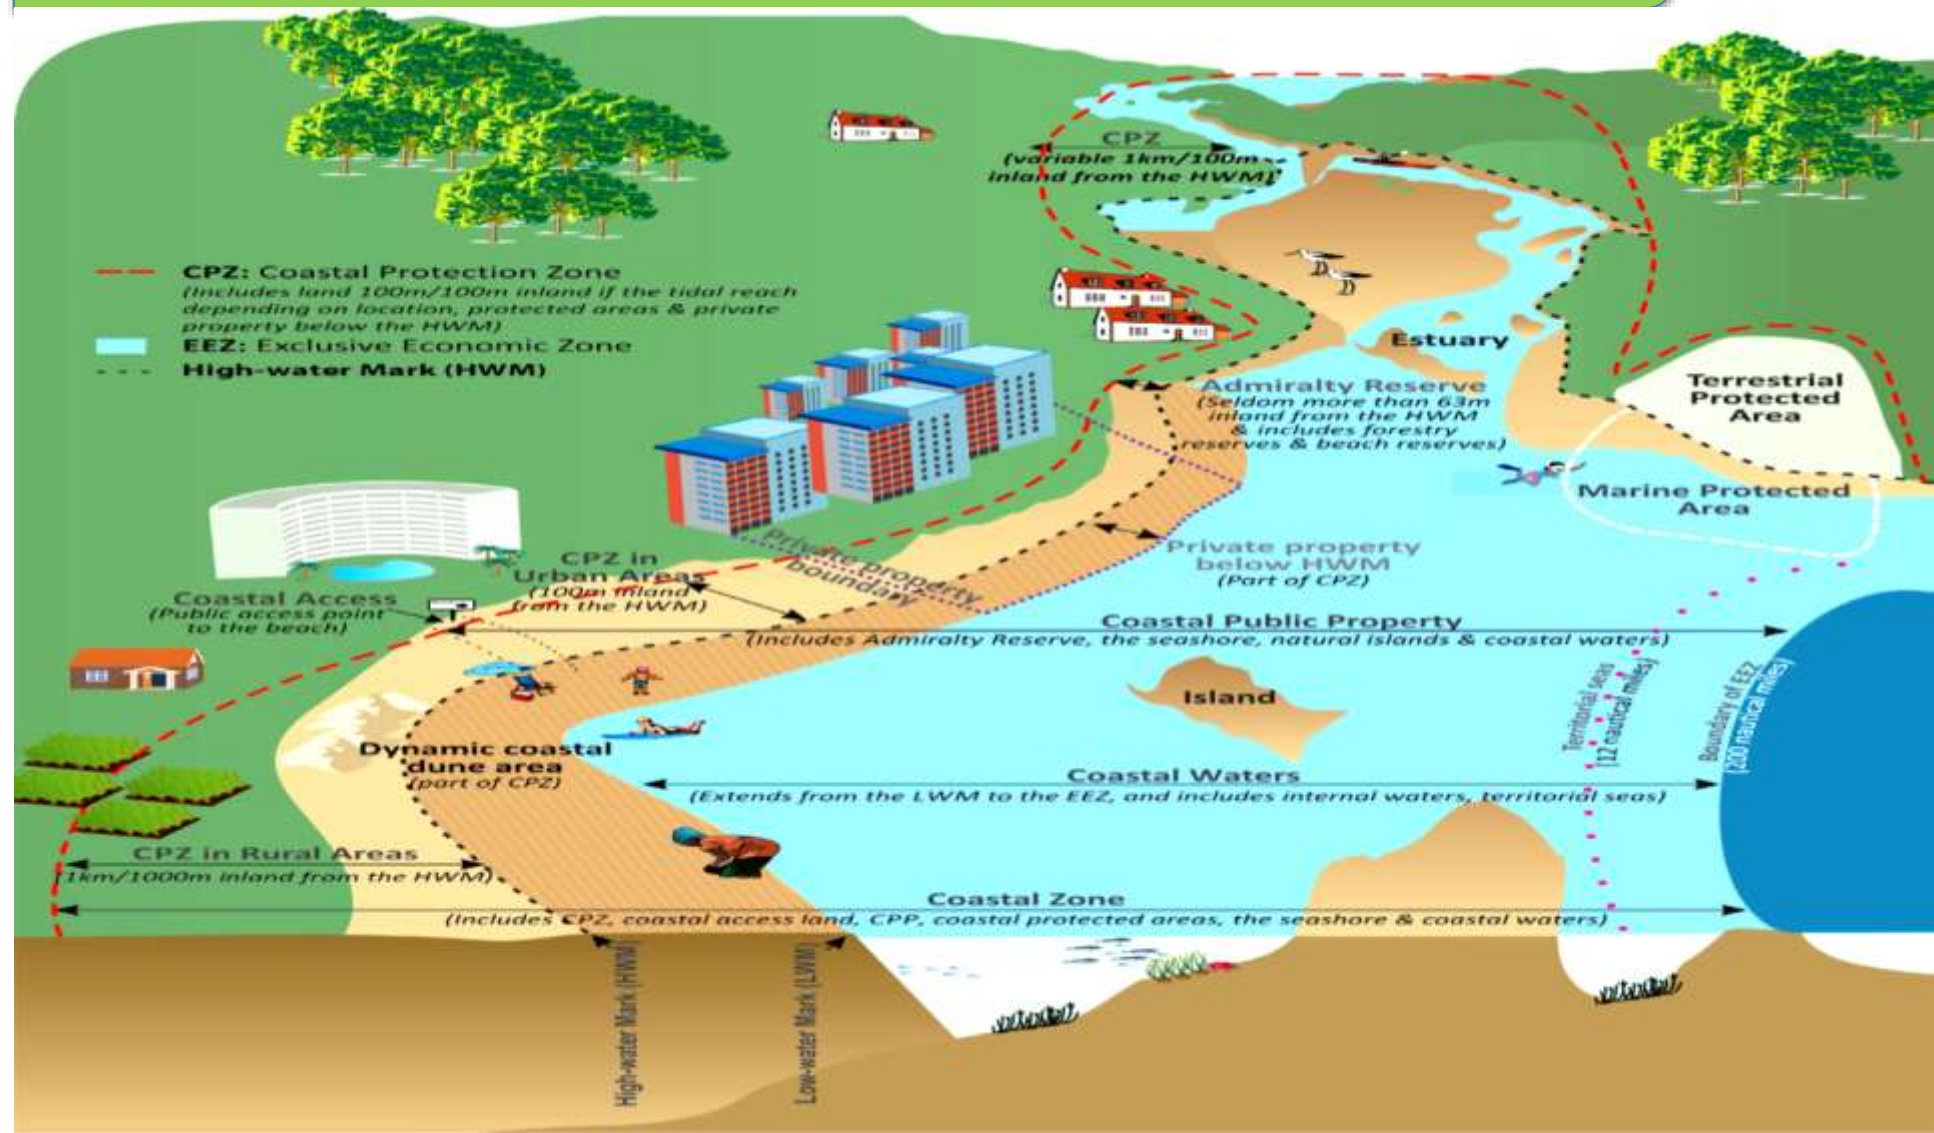 CPZ
(variable 1km/100m
inland from the HWM)
CPZ: Coastal Protection Zone
(Includes land 100m/100m inland if the tidal reach
depending on location, protected areas & private
property below the HWM)
EEZ: Exclusive Economic Zone
High-water Mark (HWM)
Estuary
Admiralty Reserve
(Seldom more than 63m
inland from the HWM
& includes forestry
reserves & beach reserves)
Terrestrial
Protected
Area
Marine Protected
Area
Private property
boundary
Private property
below HWM
(Part of CPZ)
CPZ in
Urban Areas
(100m inland
from the HWM)
Coastal Access
(Public access point
to the beach)
Coastal Public Property
(Includes Admiralty Reserve, the seashore, natural islands & coastal waters)
Island
Territorial seas
(12 nautical miles)
Boundary of EEZ
(200 nautical miles)
Dynamic coastal
dune area
(part of CPZ)
Coastal Waters
(Extends from the LWM to the EEZ, and includes internal waters, territorial seas)
CPZ in Rural Areas
(1km/1000m inland from the HWM)
Coastal Zone
(Includes CPZ, coastal access land, CPP, coastal protected areas, the seashore & coastal waters)
High-water Mark (HWM)
Low-water Mark (LWM)